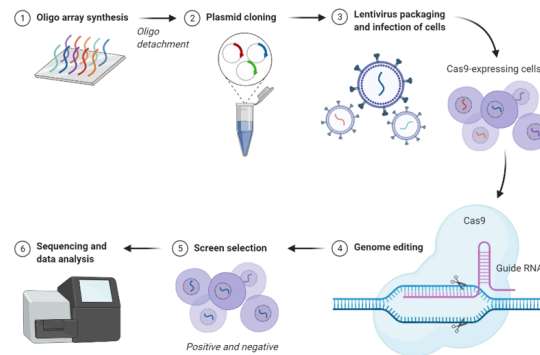 1 Oligo array synthesis
Oligo
detachment
2 Plasmid cloning
3 Lentivirus packaging
and infection of cells
Cas9-expressing cells
Cas9
Guide RNA
4 Genome editing
5 Screen selection
Positive and negative
6 Sequencing and
data analysis